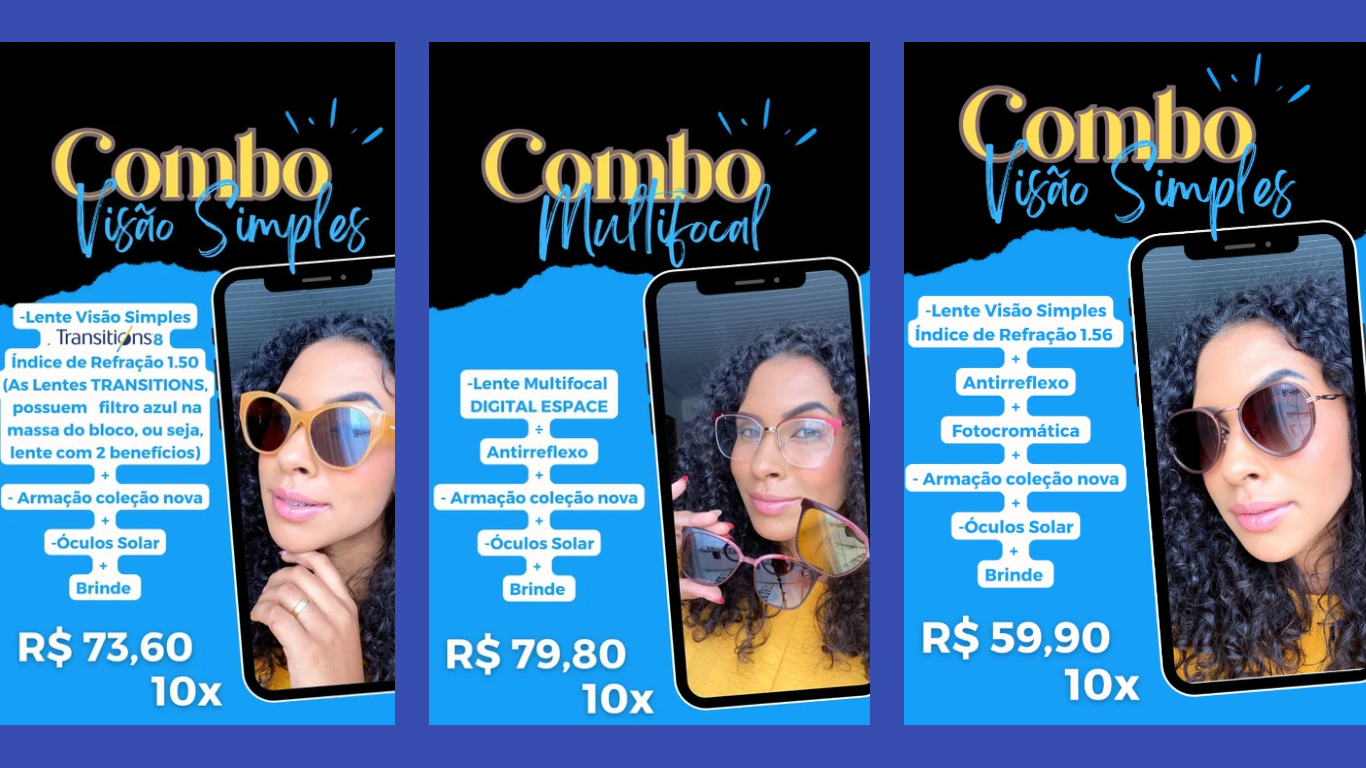 Combo
Visão Simples
-Lente Visão Simples
. Transitions 8
Índice de Refração 1.50
(As Lentes TRANSITIONS,
possuem filtro azul na
massa do bloco, ou seja,
lente com 2 benefícios)
+
- Armação coleção nova
+
-Óculos Solar
+
Brinde
R$ 73,60
10x
Combo
Multifocal
-Lente Multifocal
DIGITAL ESPACE
÷
Antirreflexo
+
- Armação coleção nova
+
-Óculos Solar
+
Brinde
R$ 79,80
10x
Combo
Visão Simples
-Lente Visão Simples
Índice de Refração 1.56
+
Antirreflexo
+
Fotocromática
+
- Armação coleção nova
+
-Óculos Solar
+
Brinde
R$ 59,90
10x